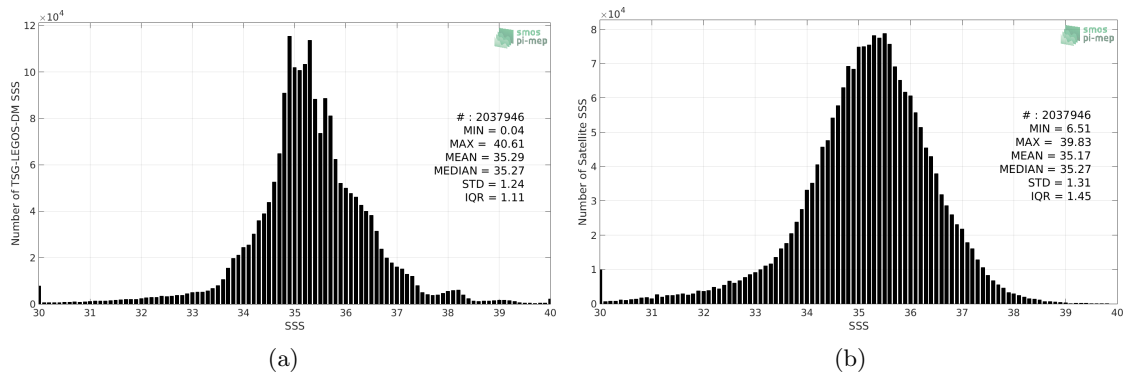 ×10⁴
12
10
8
6
4
2
0
Number of TSG-LEGOS-DM SSS
smos
pi-mep
# : 2037946
MIN = 0.04
MAX = 40.61
MEAN = 35.29
MEDIAN = 35.27
STD = 1.24
IQR = 1.11
30 31 32 33 34 35 36 37 38 39 40
SSS
(a)
×10⁴
8
7
6
5
4
3
2
1
0
Number of Satellite SSS
smos
pi-mep
# : 2037946
MIN = 6.51
MAX = 39.83
MEAN = 35.17
MEDIAN = 35.27
STD = 1.31
IQR = 1.45
30 31 32 33 34 35 36 37 38 39 40
SSS
(b)